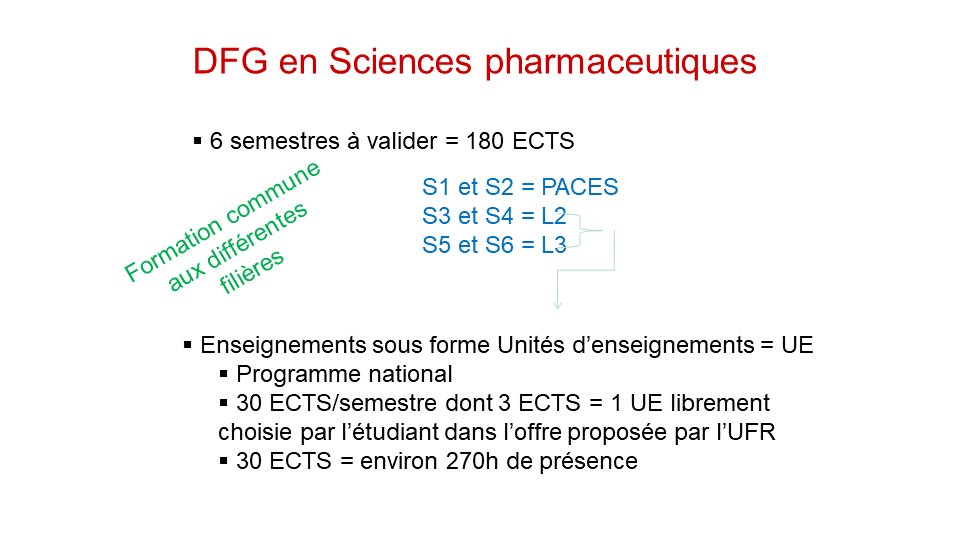 DFG en Sciences pharmaceutiques
▪ 6 semestres à valider = 180 ECTS
Formation commune
aux différentes
filières
S1 et S2 = PACES
S3 et S4 = L2
S5 et S6 = L3
▪ Enseignements sous forme Unités d’enseignements = UE
▪ Programme national
▪ 30 ECTS/semestre dont 3 ECTS = 1 UE librement
choisie par l’étudiant dans l’offre proposée par l’UFR
▪ 30 ECTS = environ 270h de présence